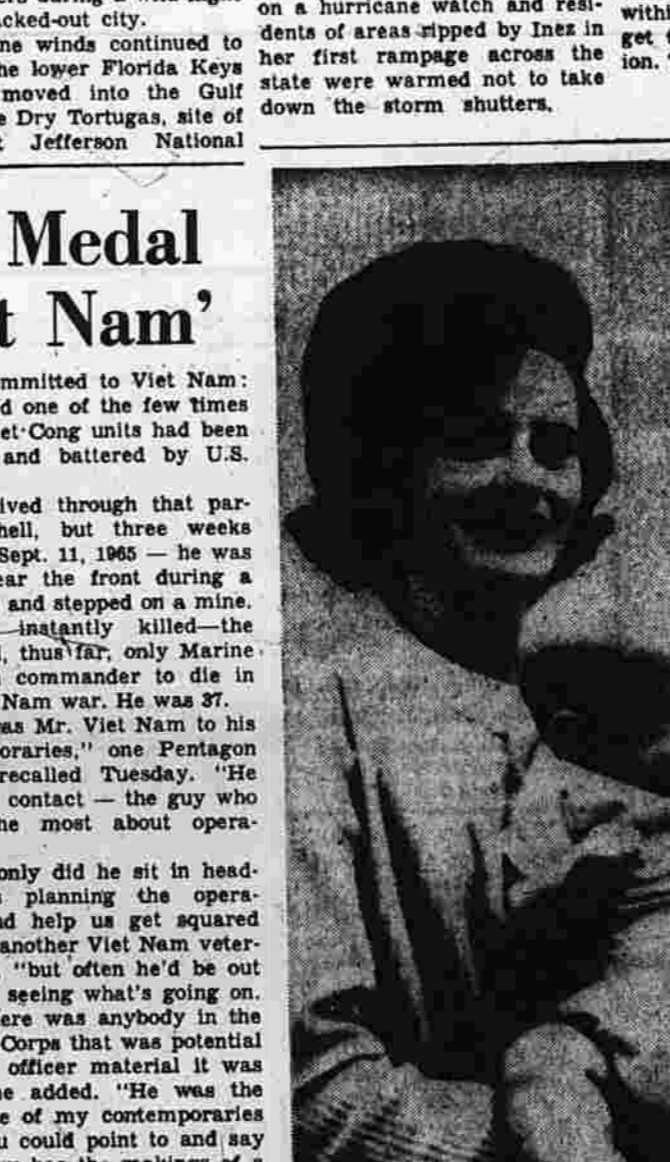 acked-out city.
ne winds continued to
he lower Florida Keys
moved into the Gulf
e Dry Tortugas, site of
t Jefferson National
on a hurricane watch and resi-
dents of areas ripped by Inez in
her first rampage across the
state were warmed not to take
down the storm shutters.
with
get
ion.
Medal
t Nam'
mmitted to Viet Nam:
d one of the few times
et Cong units had been
and battered by U.S.
ived through that par-
hell, but three weeks
Sept. 11, 1965 — he was
ear the front during a
and stepped on a mine.
—instantly killed—the
, thus far, only Marine
commander to die in
Nam war. He was 37.
as Mr. Viet Nam to his
oraries," one Pentagon
recalled Tuesday. "He
contact — the guy who
he most about opera-
only did he sit in head-
planning the opera-
nd help us get squared
another Viet Nam veter-
"but often he'd be out
seeing what's going on.
ere was anybody in the
Corps that was potential
officer material it was
he added. "He was the
e of my contemporaries
u could point to and say
has the makings of a